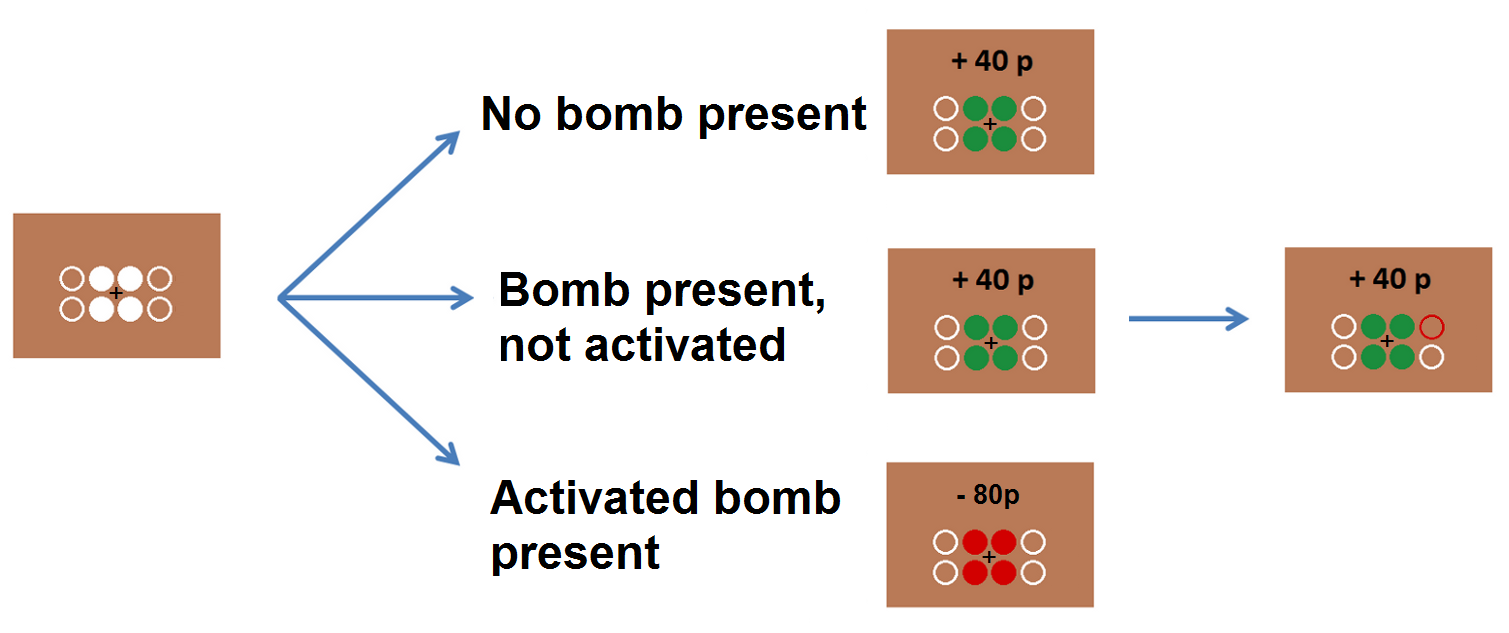 No bomb present
+ 40 p
+
+
Bomb present,
not activated
+ 40 p
+
+ 40 p
+
Activated bomb
present
- 80p
+